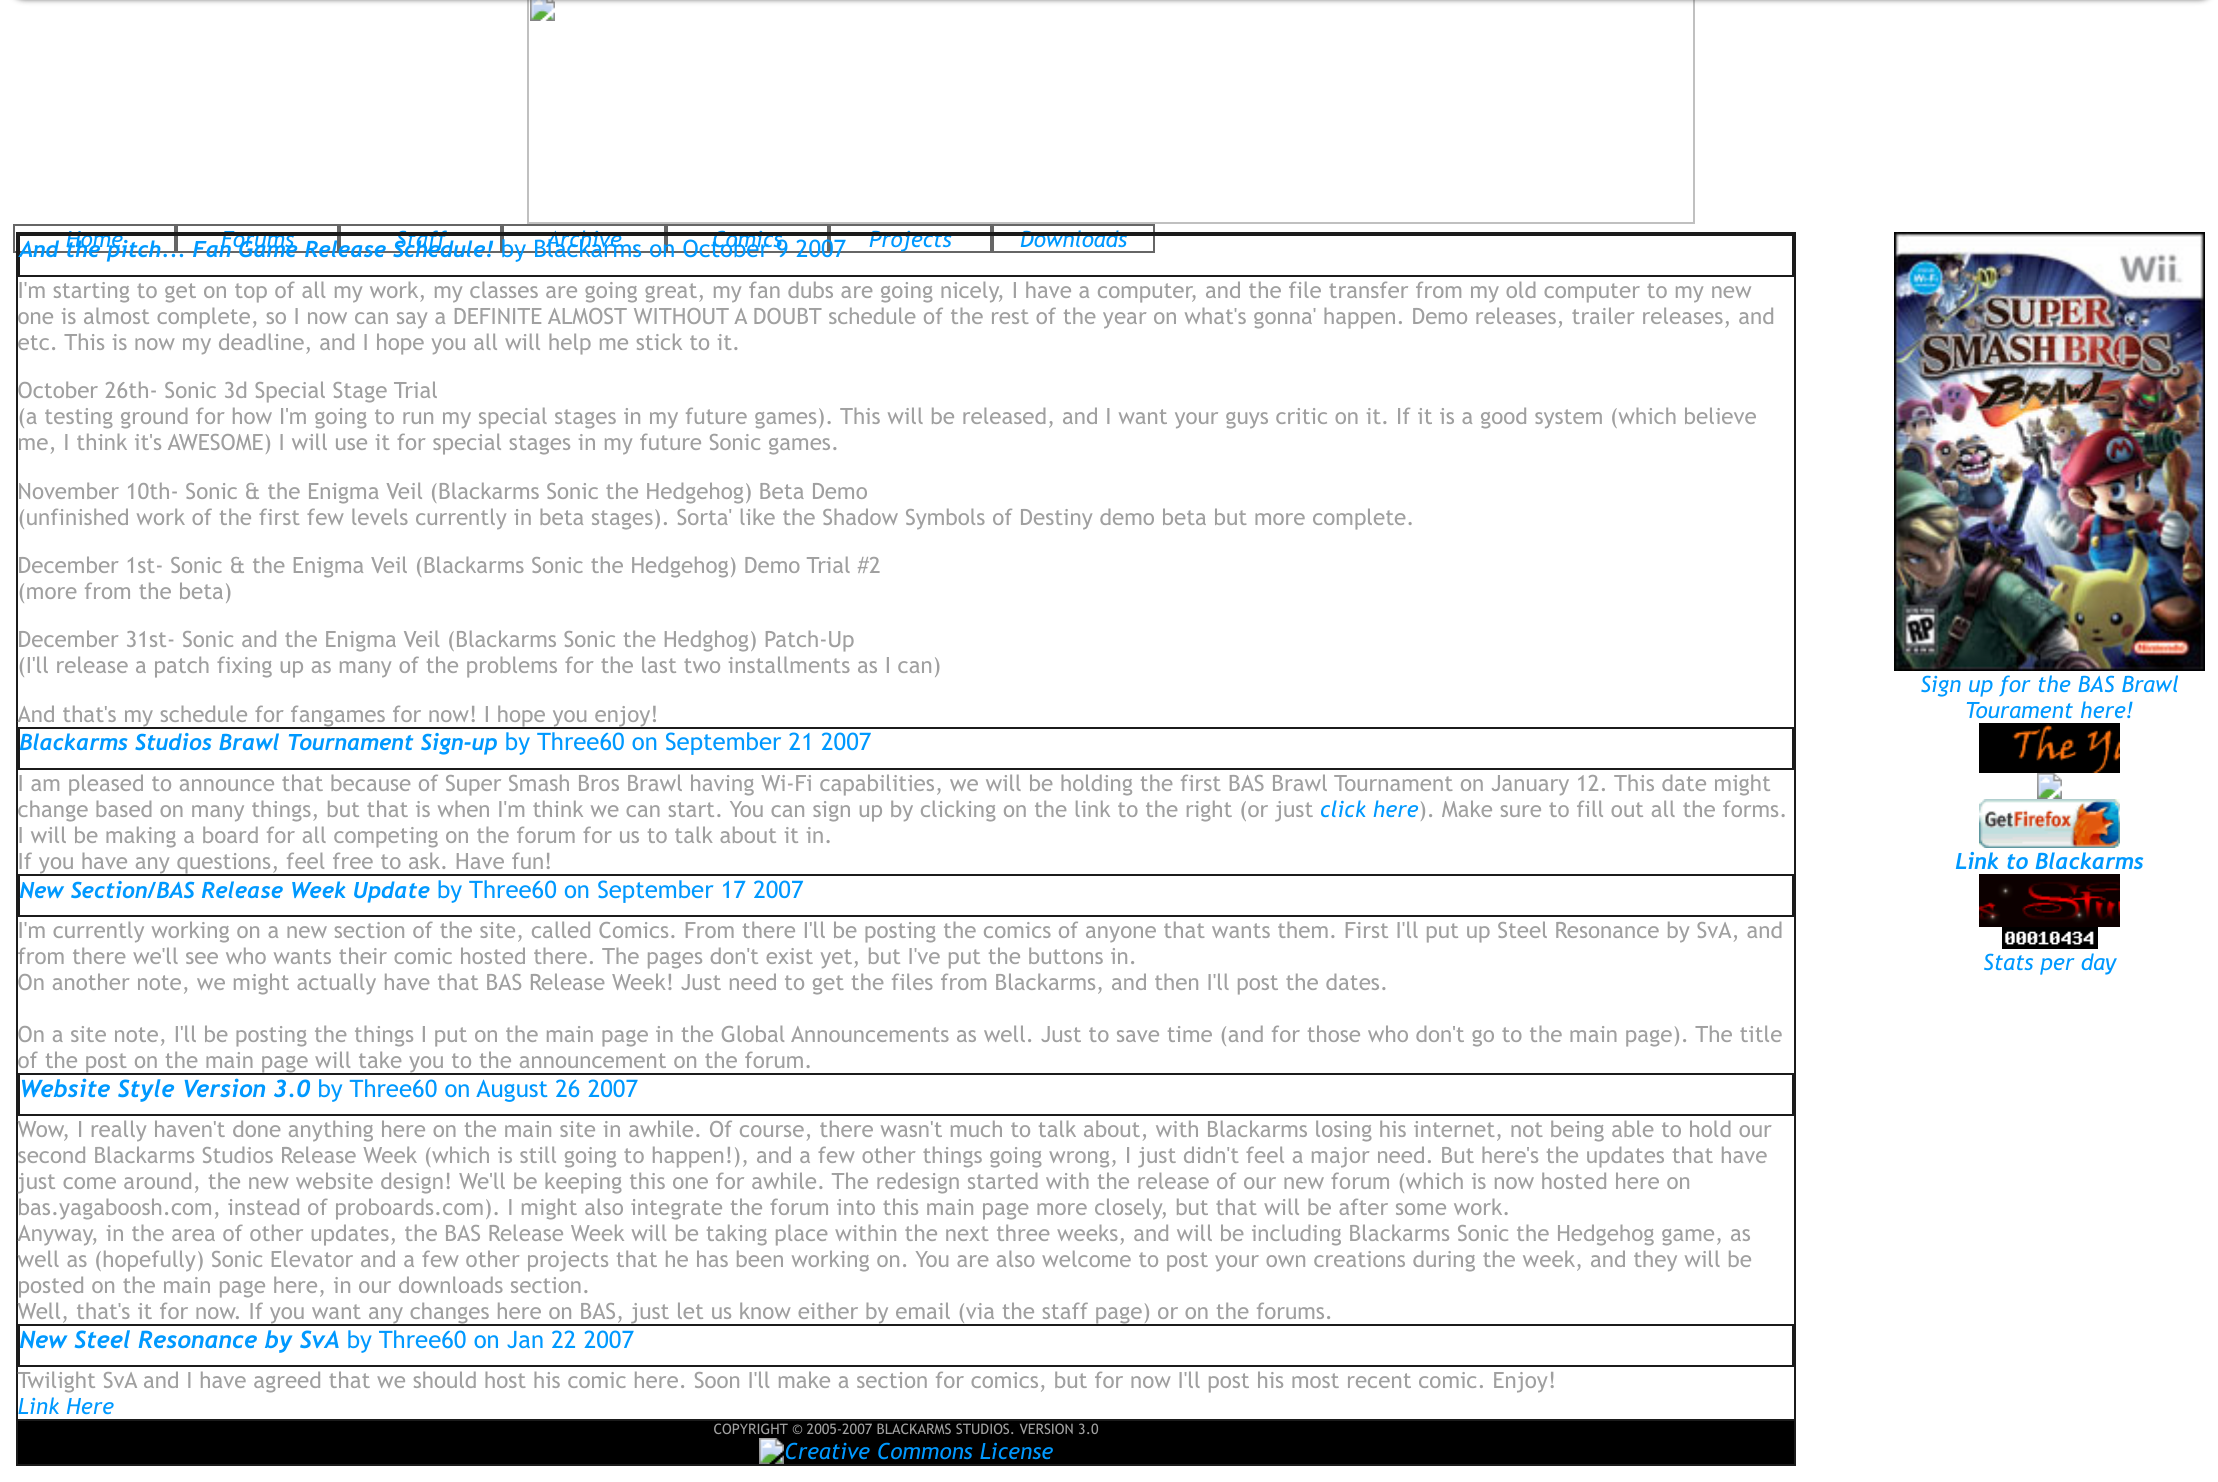 Home Forums Staff Archive Comics Projects Downloads
And the pitch... Fan Game Release Schedule! by Blackarms on October 9 2007
I'm starting to get on top of all my work, my classes are going great, my fan dubs are going nicely, I have a computer, and the file transfer from my old computer to my new
one is almost complete, so I now can say a DEFINITE ALMOST WITHOUT A DOUBT schedule of the rest of the year on what's gonna' happen. Demo releases, trailer releases, and
etc. This is now my deadline, and I hope you all will help me stick to it.
October 26th- Sonic 3d Special Stage Trial
(a testing ground for how I'm going to run my special stages in my future games). This will be released, and I want your guys critic on it. If it is a good system (which believe
me, I think it's AWESOME) I will use it for special stages in my future Sonic games.
November 10th- Sonic & the Enigma Veil (Blackarms Sonic the Hedgehog) Beta Demo
(unfinished work of the first few levels currently in beta stages). Sorta' like the Shadow Symbols of Destiny demo beta but more complete.
December 1st- Sonic & the Enigma Veil (Blackarms Sonic the Hedgehog) Demo Trial #2
(more from the beta)
December 31st- Sonic and the Enigma Veil (Blackarms Sonic the Hedghog) Patch-Up
(I'll release a patch fixing up as many of the problems for the last two installments as I can)
And that's my schedule for fangames for now! I hope you enjoy!
Blackarms Studios Brawl Tournament Sign-up by Three60 on September 21 2007
I am pleased to announce that because of Super Smash Bros Brawl having Wi-Fi capabilities, we will be holding the first BAS Brawl Tournament on January 12. This date might
change based on many things, but that is when I'm think we can start. You can sign up by clicking on the link to the right (or just click here). Make sure to fill out all the forms.
I will be making a board for all competing on the forum for us to talk about it in.
If you have any questions, feel free to ask. Have fun!
New Section/BAS Release Week Update by Three60 on September 17 2007
I'm currently working on a new section of the site, called Comics. From there I'll be posting the comics of anyone that wants them. First I'll put up Steel Resonance by SvA, and
from there we'll see who wants their comic hosted there. The pages don't exist yet, but I've put the buttons in.
On another note, we might actually have that BAS Release Week! Just need to get the files from Blackarms, and then I'll post the dates.
On a site note, I'll be posting the things I put on the main page in the Global Announcements as well. Just to save time (and for those who don't go to the main page). The title
of the post on the main page will take you to the announcement on the forum.
Website Style Version 3.0 by Three60 on August 26 2007
Wow, I really haven't done anything here on the main site in awhile. Of course, there wasn't much to talk about, with Blackarms losing his internet, not being able to hold our
second Blackarms Studios Release Week (which is still going to happen!), and a few other things going wrong, I just didn't feel a major need. But here's the updates that have
just come around, the new website design! We'll be keeping this one for awhile. The redesign started with the release of our new forum (which is now hosted here on
bas.yagaboosh.com, instead of proboards.com). I might also integrate the forum into this main page more closely, but that will be after some work.
Anyway, in the area of other updates, the BAS Release Week will be taking place within the next three weeks, and will be including Blackarms Sonic the Hedgehog game, as
well as (hopefully) Sonic Elevator and a few other projects that he has been working on. You are also welcome to post your own creations during the week, and they will be
posted on the main page here, in our downloads section.
Well, that's it for now. If you want any changes here on BAS, just let us know either by email (via the staff page) or on the forums.
New Steel Resonance by SvA by Three60 on Jan 22 2007
Twilight SvA and I have agreed that we should host his comic here. Soon I'll make a section for comics, but for now I'll post his most recent comic. Enjoy!
Link Here
COPYRIGHT © 2005-2007 BLACKARMS STUDIOS. VERSION 3.0
Creative Commons License
Wii
Wi-Fi
SUPER
SMASH BROS.
BRAWL
RP
Nintendo
Sign up for the BAS Brawl
Tourament here!
The
GetFirefox
Link to Blackarms
00010434
Stats per day